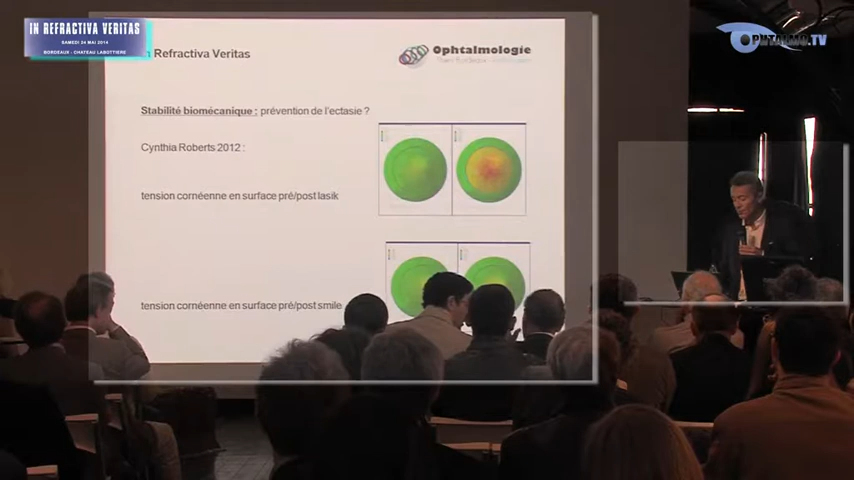 IN REFRACTIVA VERITAS
SAMEDI 24 MAI 2014
BORDEAUX - CHATEAU LABOTTIERE
OPHTALMO.TV
n Refractiva Veritas
Ophtalmologie
Stabilité biomécanique : prévention de l'ectasie ?
Cynthia Roberts 2012 :
tension cornéenne en surface pré/post lasik
tension cornéenne en surface pré/post smile